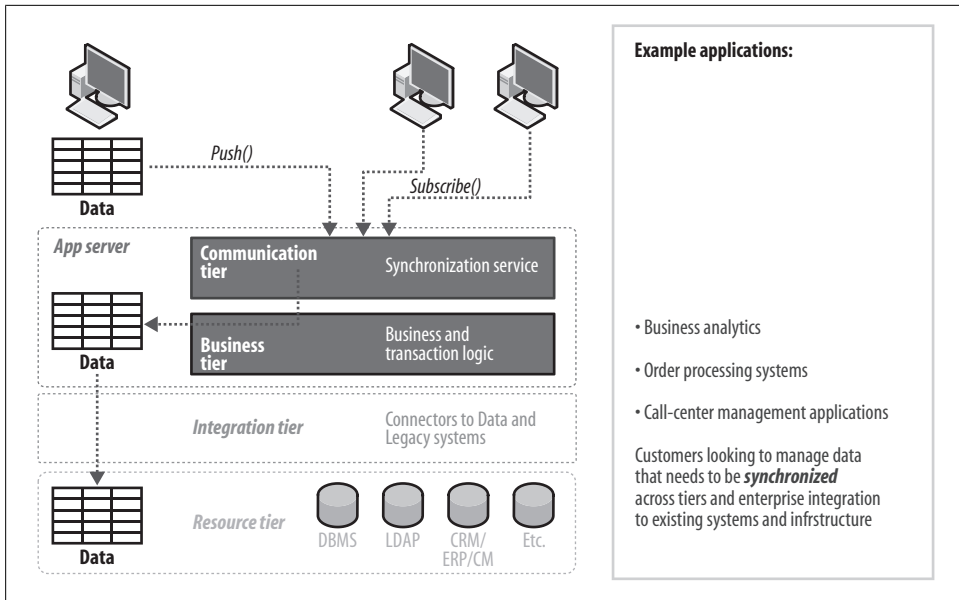 Push()
Subscribe()
Data
App server
Communication
tier
Synchronization service
Data
Business
tier
Business and
transaction logic
Integration tier
Connectors to Data and
Legacy systems
Data
Resource tier
DBMS
LDAP
CRM/
ERP/CM
Etc.
Example applications:
• Business analytics
• Order processing systems
• Call-center management applications
Customers looking to manage data
that needs to be synchronized
across tiers and enterprise integration
to existing systems and infrstructure